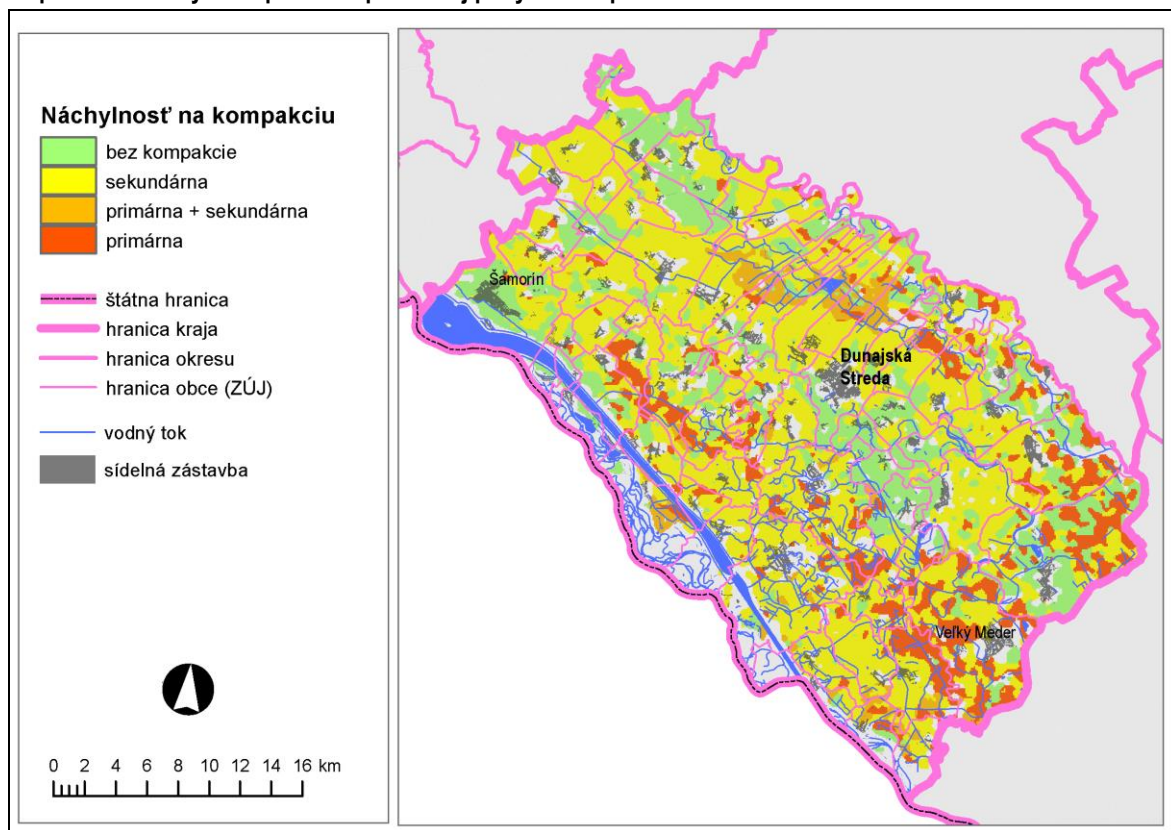 Náchylnosť na kompakciu
bez kompakcie
sekundárna
primárna + sekundárna
primárna
štátna hranica
hranica kraja
hranica okresu
hranica obce (ZÚJ)
vodný tok
sídelná zástavba
0 2 4 6 8 10 12 14 16 km
Šamorín
Dunajská
Streda
Veľký Meder